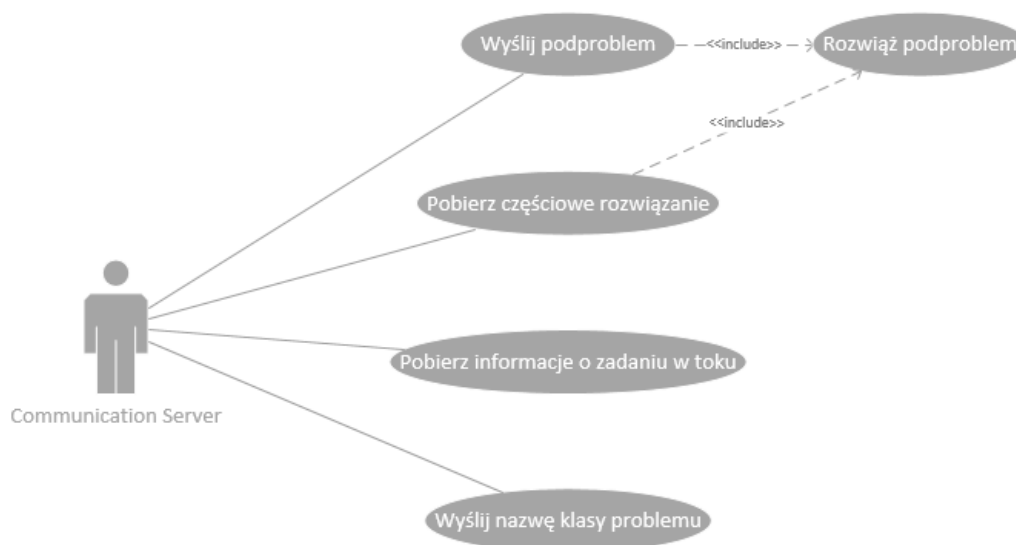 Wyślij podproblem
<<include>>
Rozwiąż podproblem
<<include>>
Pobierz częściowe rozwiązanie
Pobierz informacje o zadaniu w toku
Communication Server
Wyślij nazwę klasy problemu